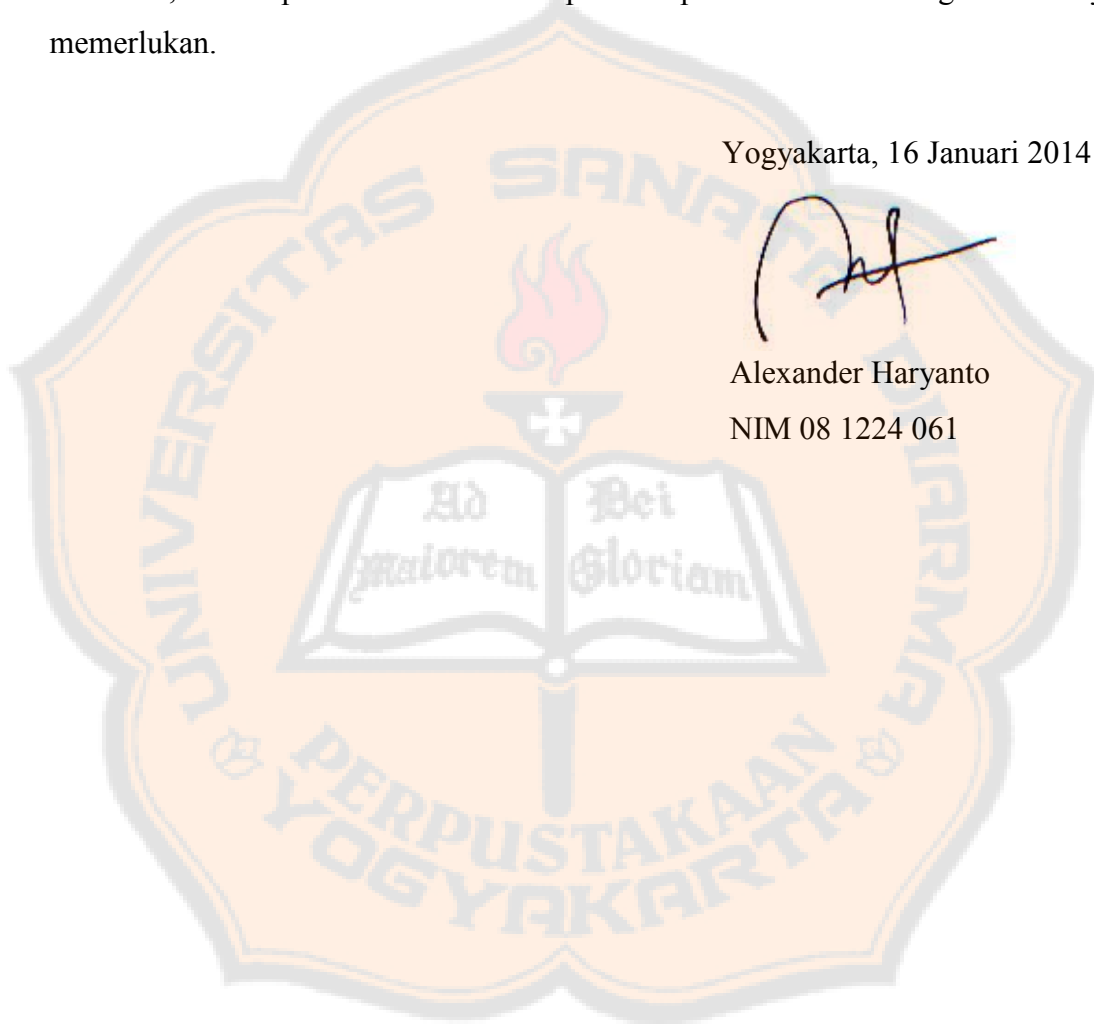 memerlukan.
Yogyakarta, 16 Januari 2014
Alexander Haryanto
NIM 08 1224 061
UNIVERSITAS SANATA DHARMA
Ad Dei
Maiorem Gloriam
PERPUSTAKAAN
YOGYAKARTA